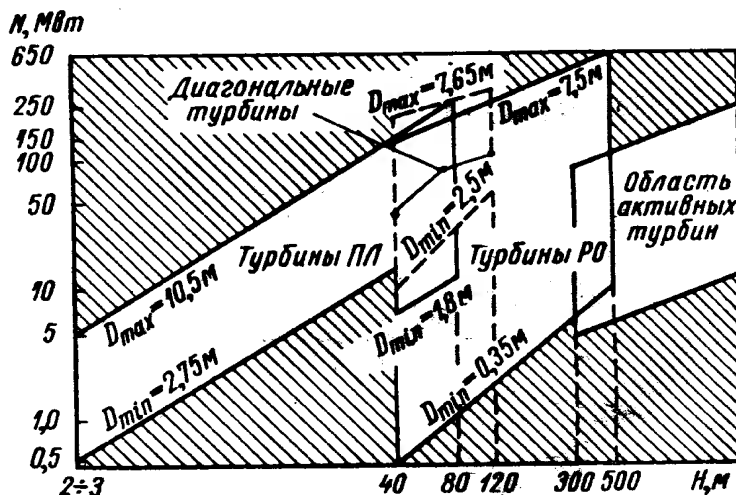 N, Мвт
650
250
150
100
50
10
5
1,0
0,5
Диагональные
турбины
Dmax=7,65м
Dmax=7,5м
Dmin=2,5м
Область
активных
турбин
Турбины ПЛ
Турбины РО
Dmax=10,5м
Dmin=1,8м
Dmin=2,75м
Dmin=0,35м
2÷3
40
80
120
300
500
H, м